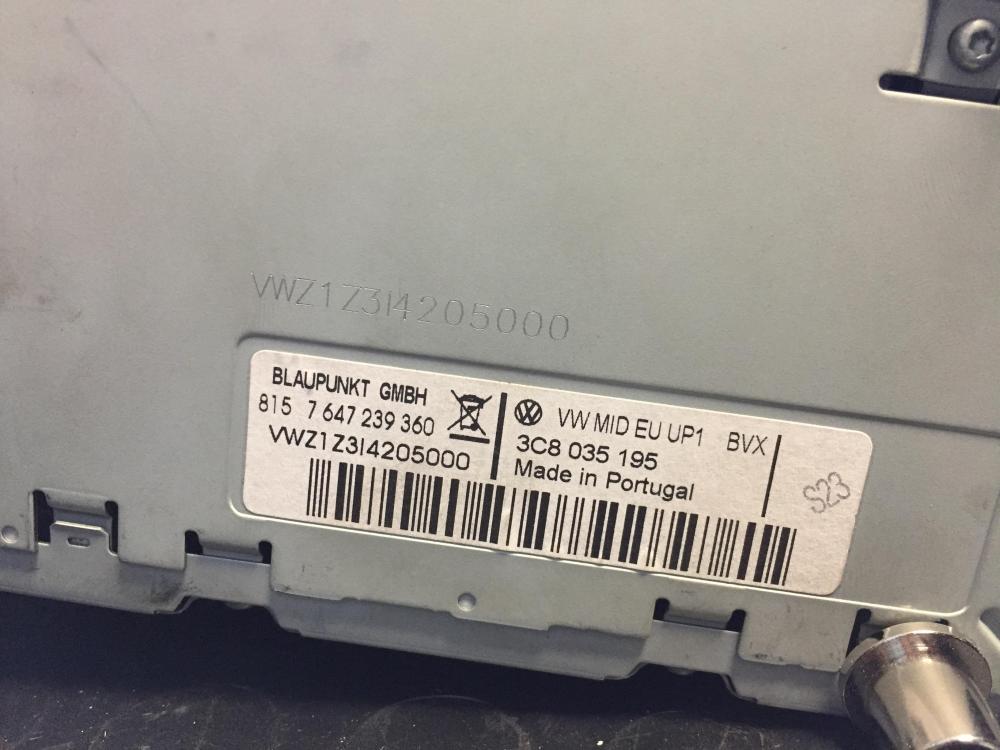 VWZ1Z3I4205000
BLAUPUNKT GMBH
815 7 647 239 360
VWZ1Z3I4205000
VW MID EU UP1 BVX
3C8 035 195
Made in Portugal
S23